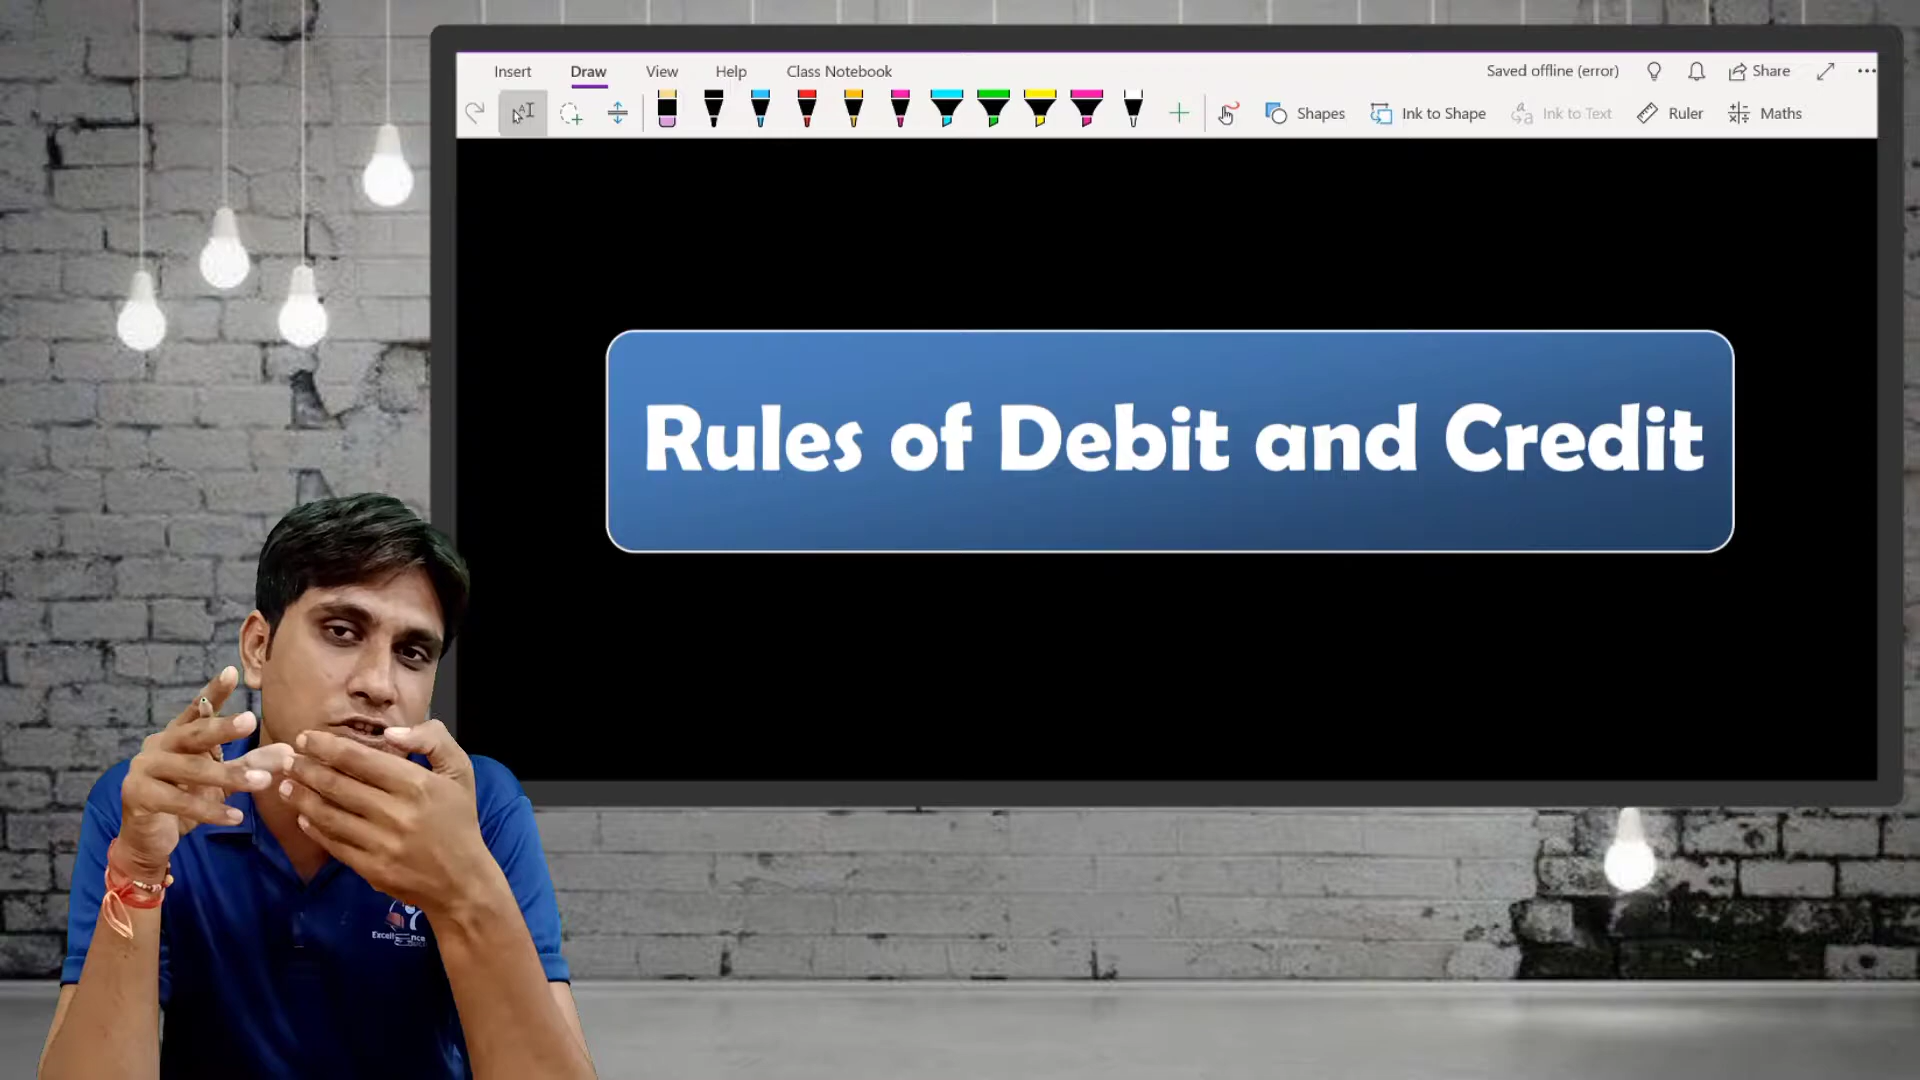 Insert Draw View Help Class Notebook Saved offline (error) Share
Shapes Ink to Shape Ink to Text Ruler Maths
Rules of Debit and Credit